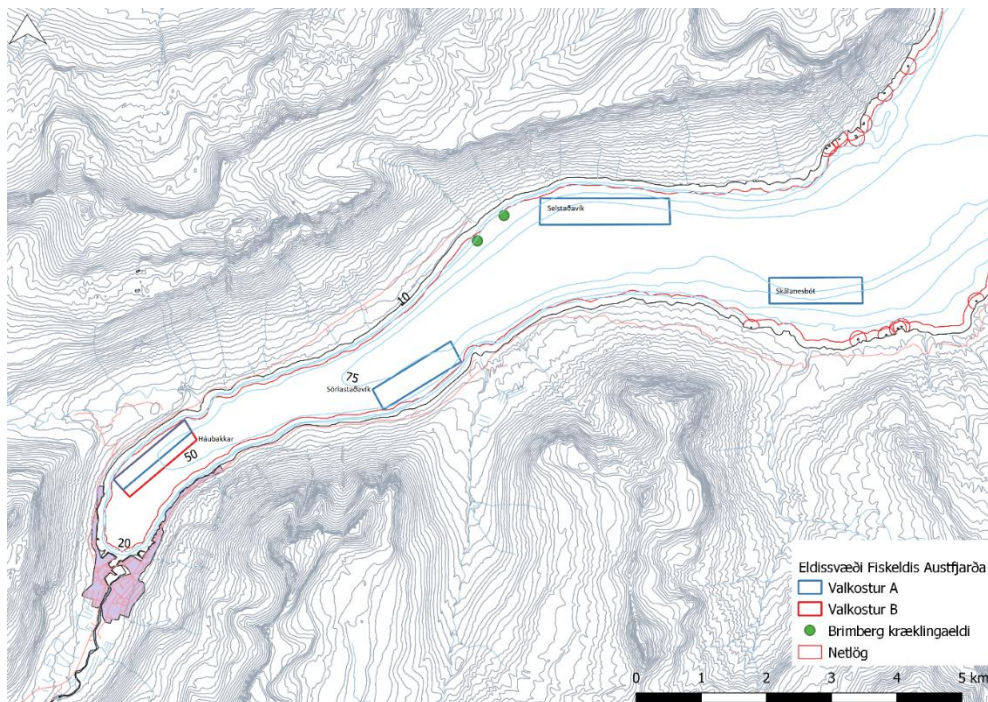 Selstaðavík
Skálanesbót
10
75
Sörlastaðavík
Háubakkar
50
20
Eldissvæði Fiskeldis Austfjarða
Valkostur A
Valkostur B
Brimberg kræklingaeldi
Netlög
0 1 2 3 4 5 km